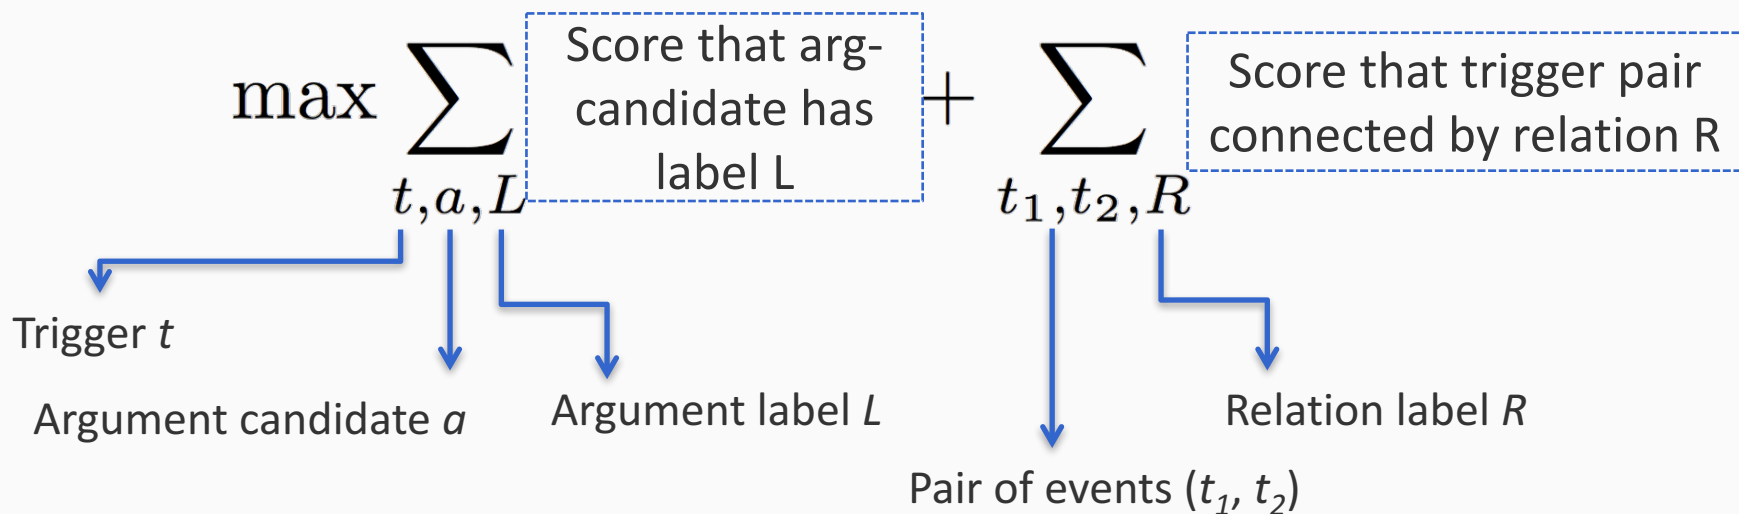 max ∑ t,a,L
Score that arg-
candidate has
label L
+ ∑ t₁,t₂,R
Score that trigger pair
connected by relation R
Trigger t
Argument candidate a
Argument label L
Pair of events (t₁, t₂)
Relation label R